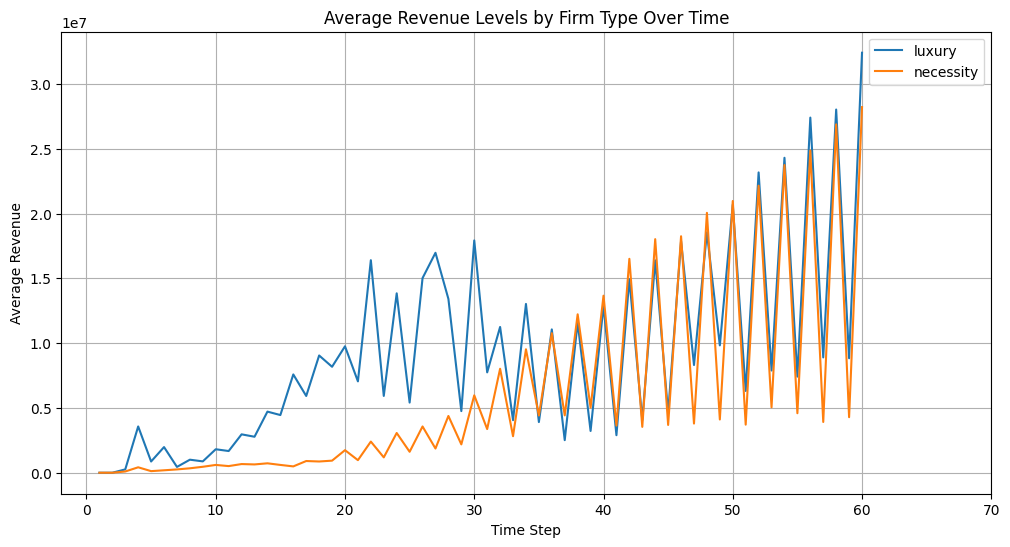 Average Revenue Levels by Firm Type Over Time
1e7
luxury
necessity
3.0
2.5
2.0
1.5
1.0
0.5
0.0
Average Revenue
0 10 20 30 40 50 60 70
Time Step